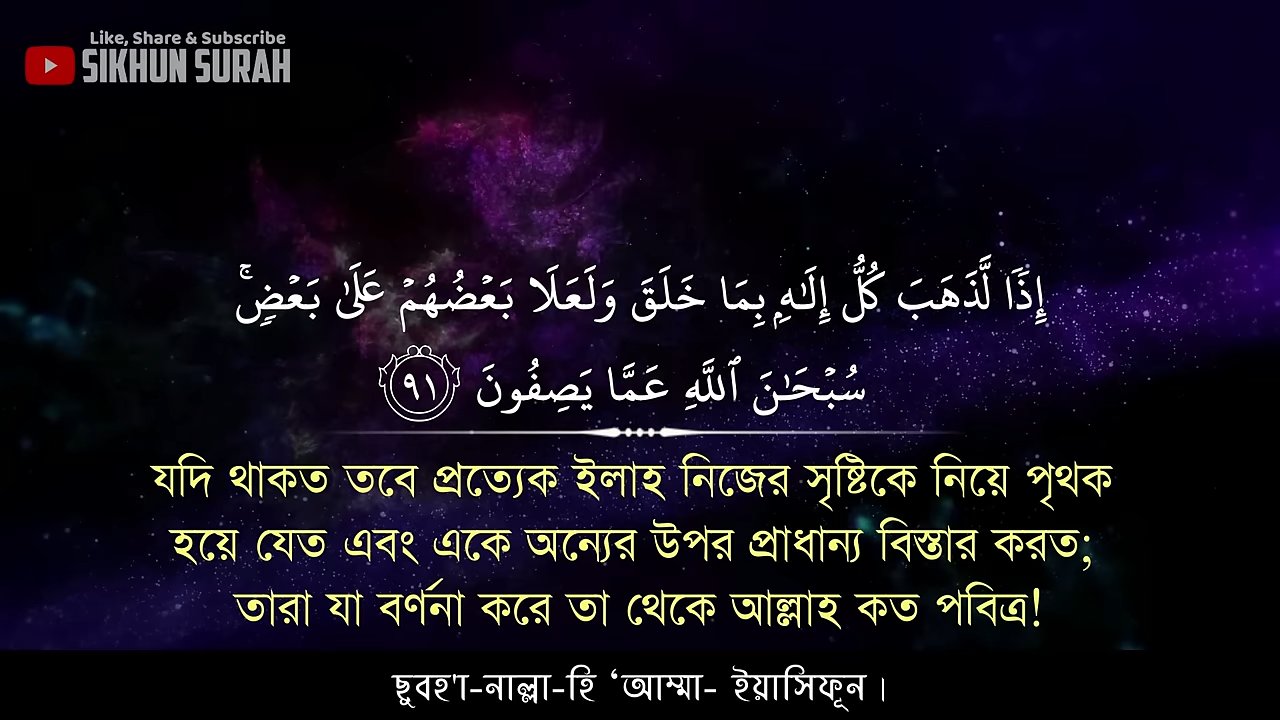 Like, Share & Subscribe
SIKHUN SURAH
إِذٗا لَّذَهَبَ كُلُّ إِلَٰهِۭ بِمَا خَلَقَ وَلَعَلَا بَعۡضُهُمۡ عَلَىٰ بَعۡضٖۚ
سُبۡحَٰنَ ٱللَّهِ عَمَّا يَصِفُونَ ٩١
যদি থাকত তবে প্রত্যেক ইলাহ নিজের সৃষ্টিকে নিয়ে পৃথক
হয়ে যেত এবং একে অন্যের উপর প্রাধান্য বিস্তার করত;
তারা যা বর্ণনা করে তা থেকে আল্লাহ কত পবিত্র!
ছুবহা'-নাল্লা-হি ‘আম্মা- ইয়াসিফূন।